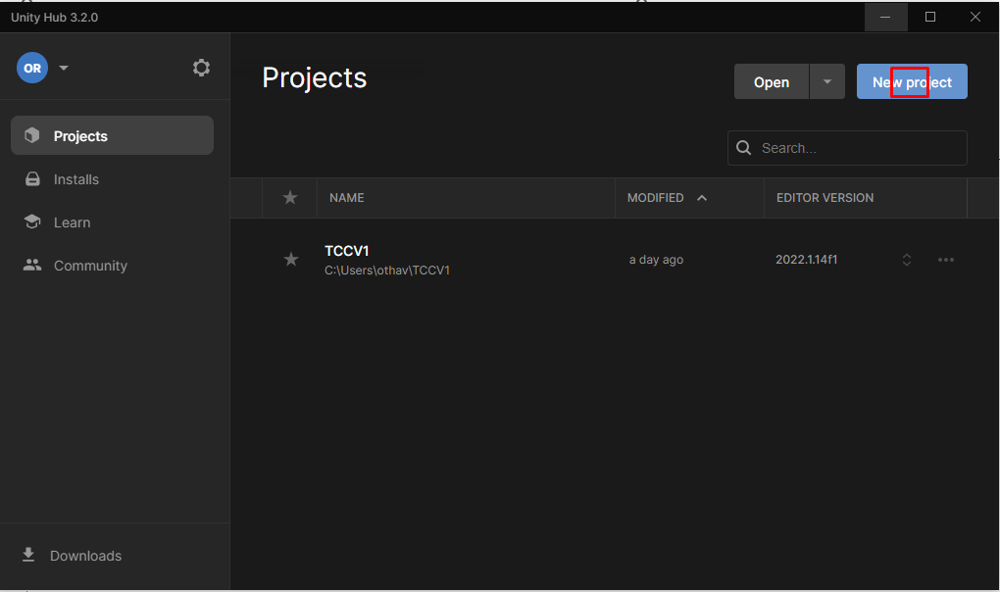 Unity Hub 3.2.0
OR
Projects
Open
New project
Projects
Search...
Installs
NAME
MODIFIED
EDITOR VERSION
Learn
TCCV1
C:\Users\othav\TCCV1
a day ago
2022.1.14f1
Community
Downloads